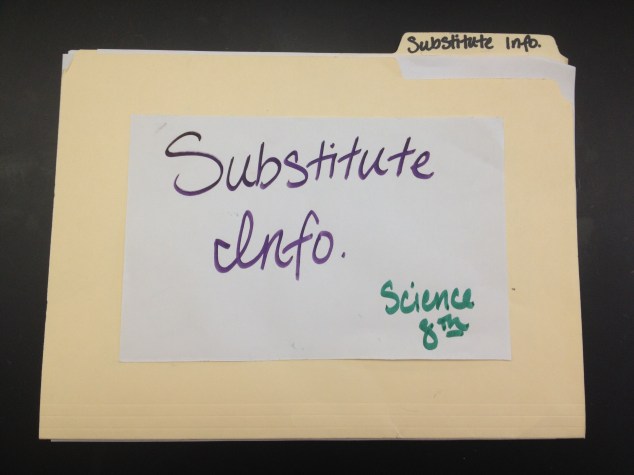 Substitute Info.
Substitute
Info.
Science
8th